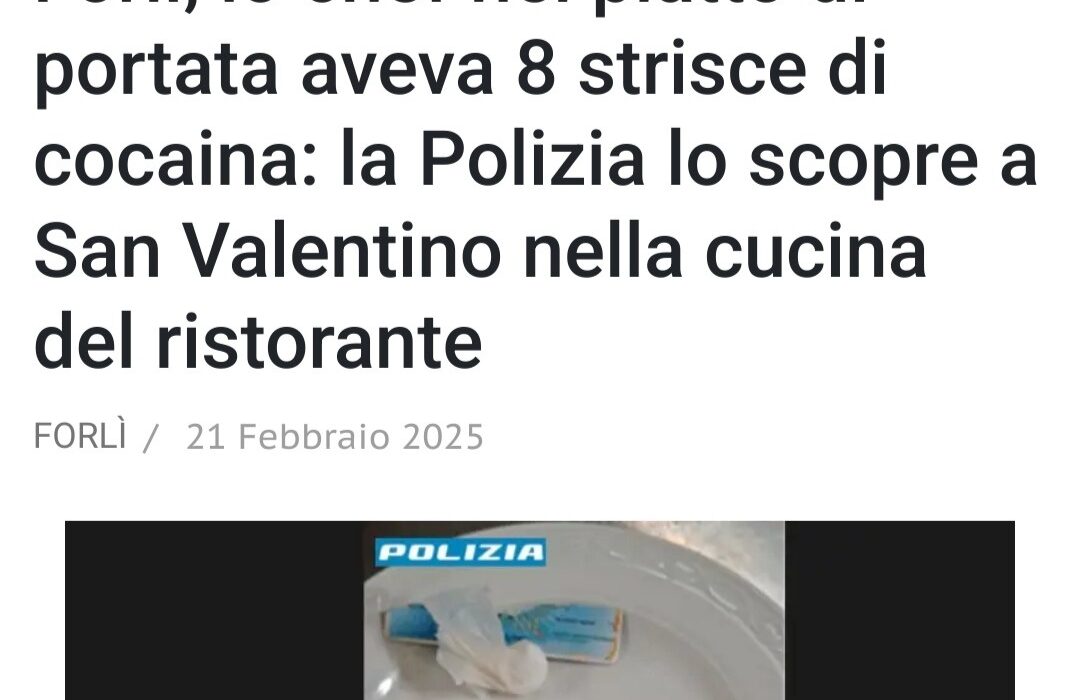 portata aveva 8 strisce di
cocaina: la Polizia lo scopre a
San Valentino nella cucina
del ristorante
FORLÌ / 21 Febbraio 2025
POLIZIA